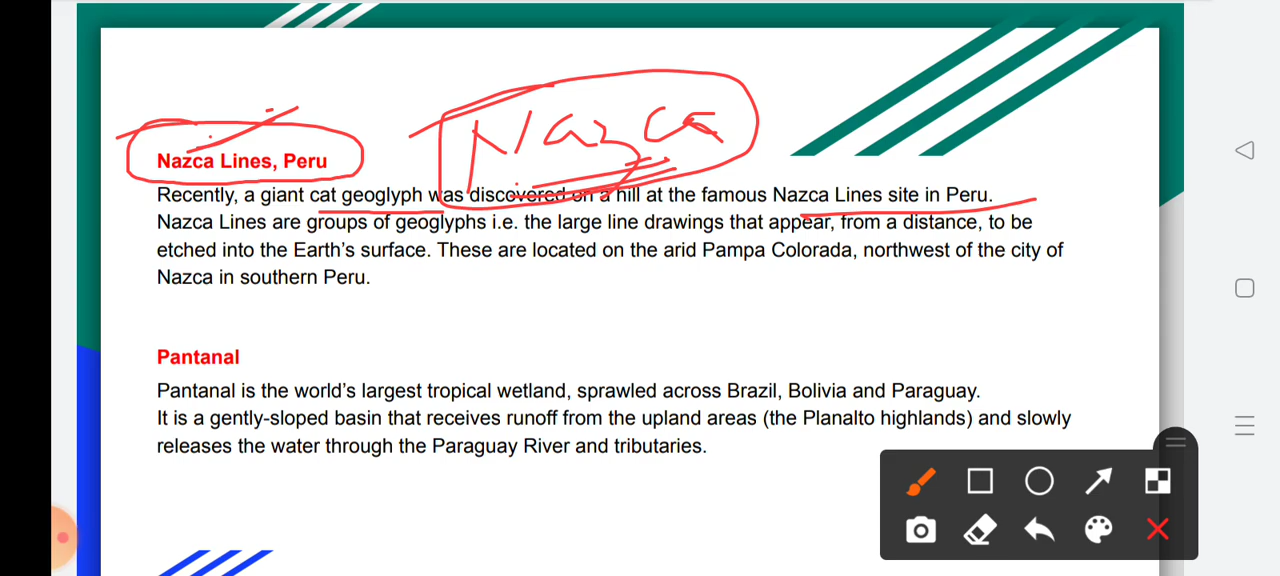 Nazca
Nazca Lines, Peru
Recently, a giant cat geoglyph was discovered on a hill at the famous Nazca Lines site in Peru.
Nazca Lines are groups of geoglyphs i.e. the large line drawings that appear, from a distance, to be
etched into the Earth's surface. These are located on the arid Pampa Colorada, northwest of the city of
Nazca in southern Peru.
Pantanal
Pantanal is the world's largest tropical wetland, sprawled across Brazil, Bolivia and Paraguay.
It is a gently-sloped basin that receives runoff from the upland areas (the Planalto highlands) and slowly
releases the water through the Paraguay River and tributaries.